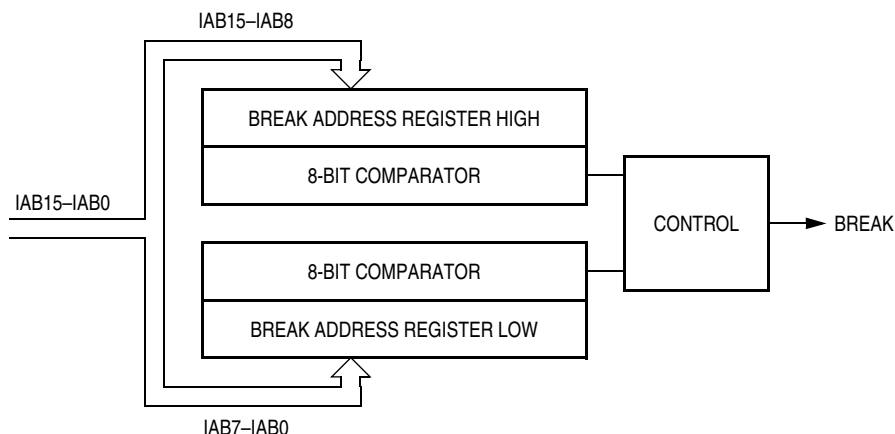 IAB15–IAB8
BREAK ADDRESS REGISTER HIGH
8-BIT COMPARATOR
IAB15–IAB0
CONTROL
BREAK
8-BIT COMPARATOR
BREAK ADDRESS REGISTER LOW
IAB7–IAB0